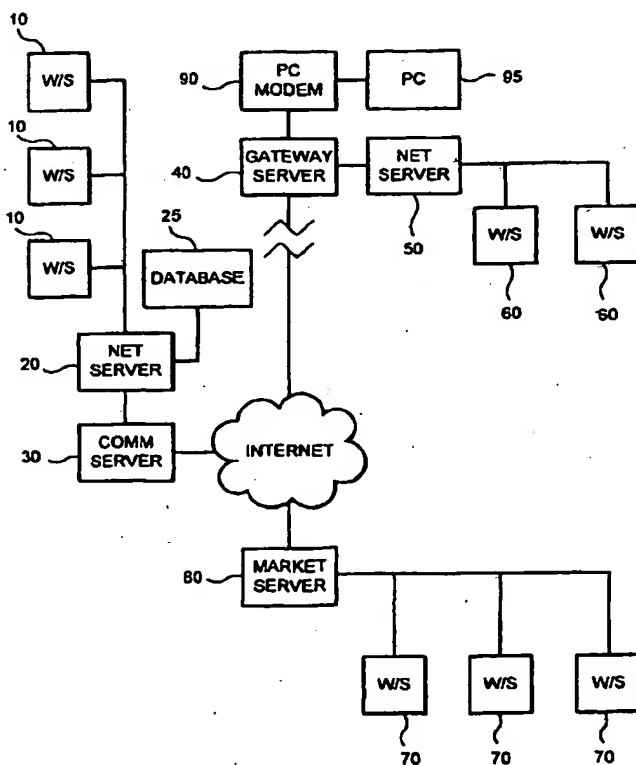 10
W/S
10
W/S
10
W/S
90
PC
MODEM
PC
95
40
GATEWAY
SERVER
NET
SERVER
50
W/S
60
W/S
60
25
DATABASE
20
NET
SERVER
30
COMM
SERVER
INTERNET
80
MARKET
SERVER
W/S
70
W/S
70
W/S
70